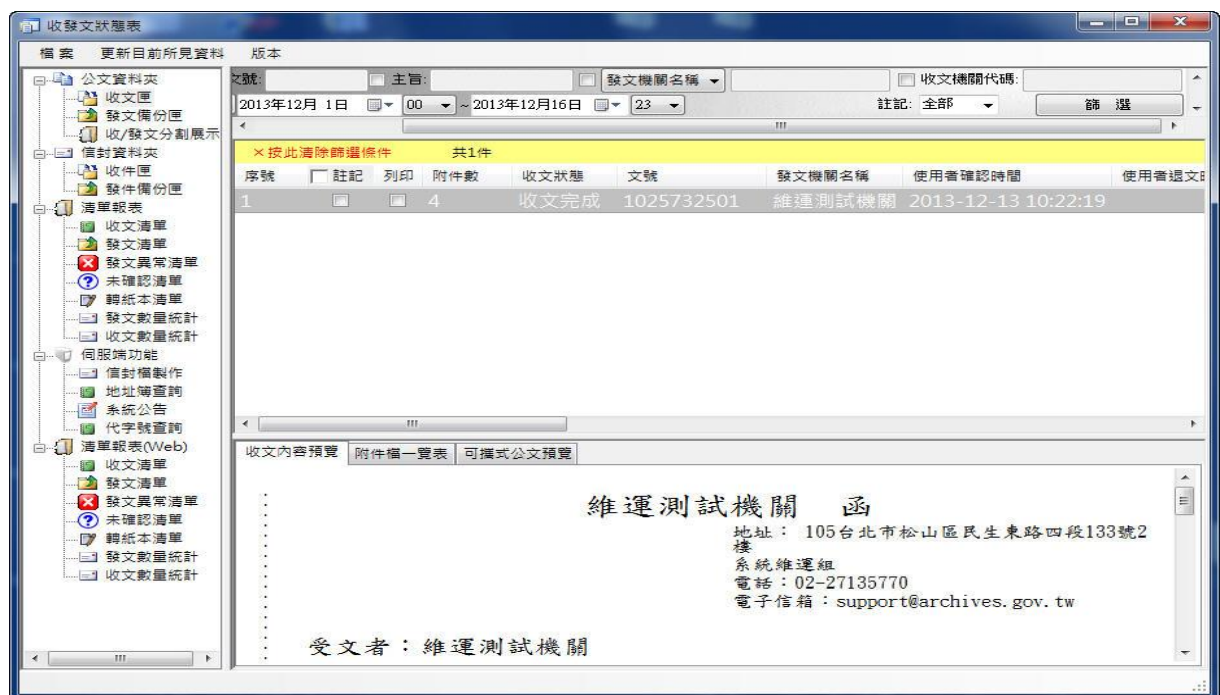 收發文狀態表
檔案 更新目前所見資料 版本
公文資料夾
收文匣
發文備份匣
收/發文分割展示
信封資料夾
收件匣
發件備份匣
清單報表
收文清單
發文清單
發文異常清單
未確認清單
轉紙本清單
發文數量統計
收文數量統計
伺服端功能
信封檔製作
地址簿查詢
系統公告
代字號查詢
清單報表(Web)
收文清單
發文清單
發文異常清單
未確認清單
轉紙本清單
發文數量統計
收文數量統計
文號: 主旨: 發文機關名稱 收文機關代碼:
2013年12月 1日 00 ~ 2013年12月16日 23 註記: 全部 篩 選
×按此清除篩選條件 共1件
序號 註記 列印 附件數 收文狀態 文號 發文機關名稱 使用者確認時間 使用者退文時
1 4 收文完成 1025732501 維運測試機關 2013-12-13 10:22:19
收文內容預覽 附件檔一覽表 可攜式公文預覽
維運測試機關 函
地址: 105台北市松山區民生東路四段133號2
樓
系統維運組
電話:02-27135770
電子信箱:support@archives.gov.tw
受文者:維運測試機關